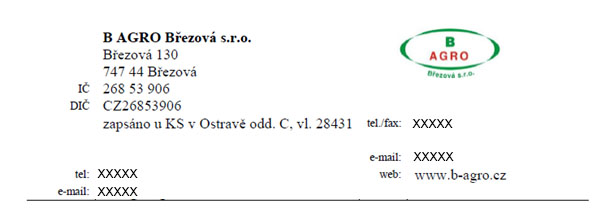 B AGRO Březová s.r.o.
Březová 130
747 44 Březová
IČ 268 53 906
DIČ CZ26853906
zapsáno u KS v Ostravě odd. C, vl. 28431
tel: XXXXX
e-mail: XXXXX
B
AGRO
Březová s.r.o.
tel./fax: XXXXX
e-mail: XXXXX
web: www.b-agro.cz